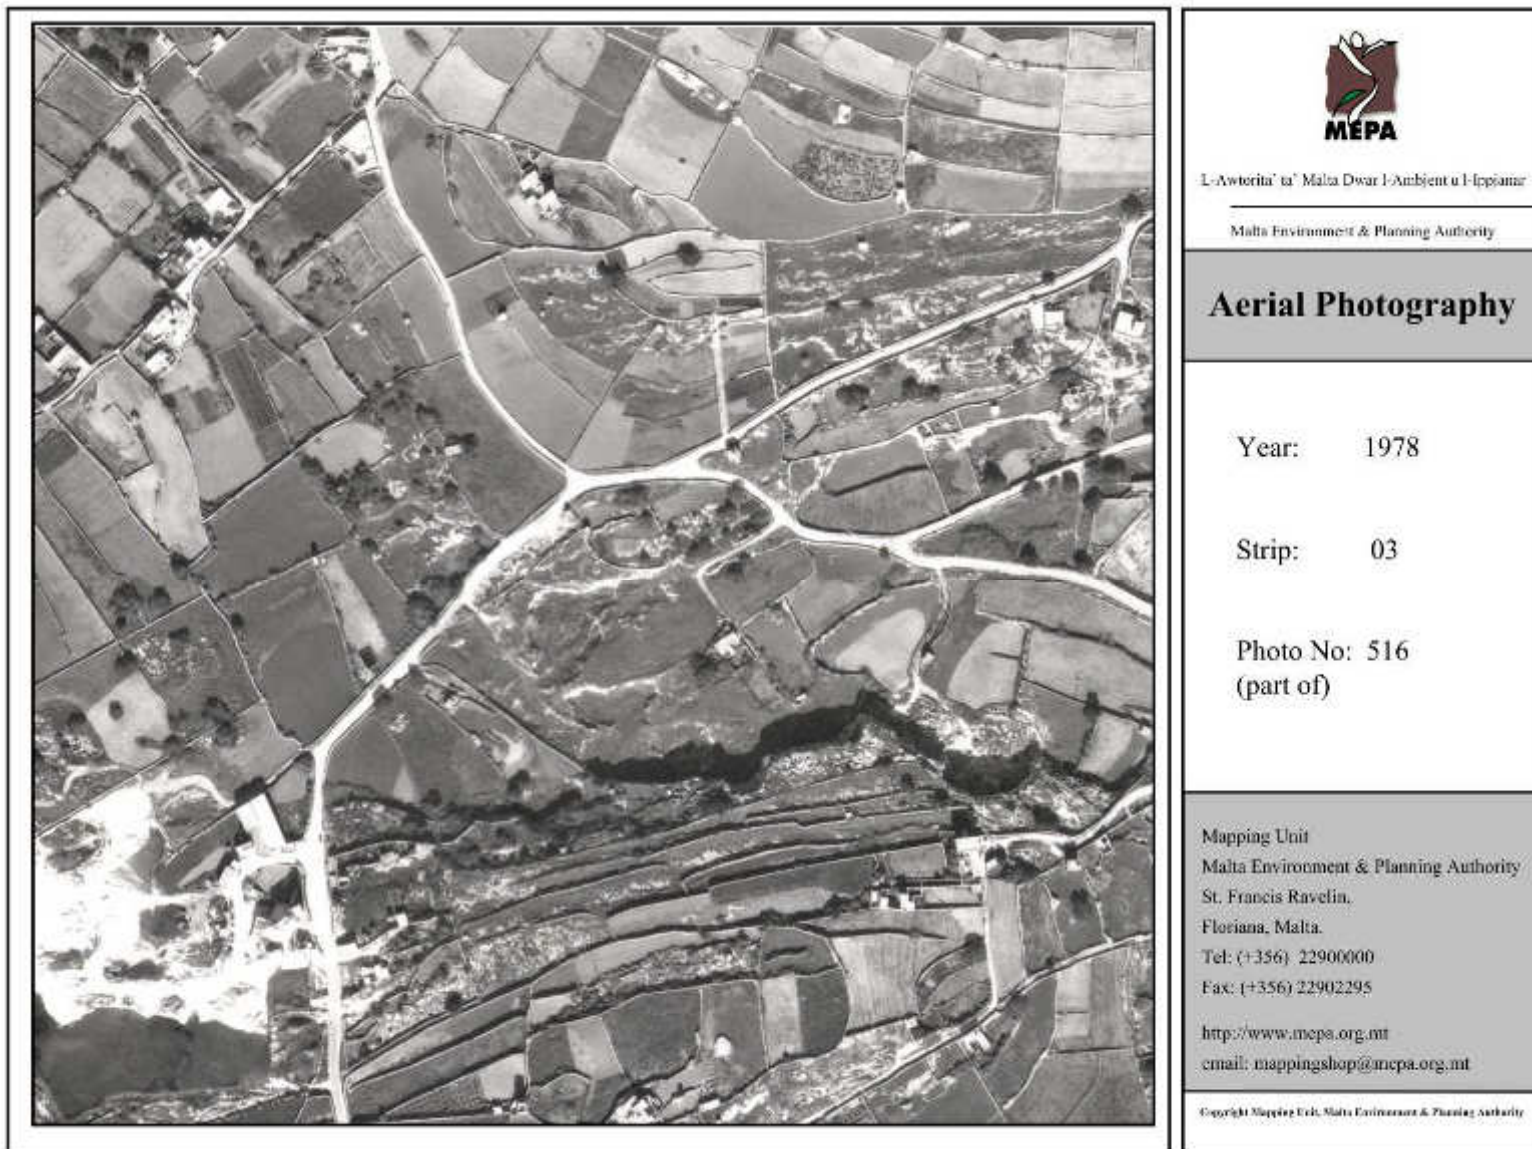 MEPA
L-Awtorita' ta' Malta Dwar l-Ambjent u l-Ippjanar
Malta Environment & Planning Authority
Aerial Photography
Year: 1978
Strip: 03
Photo No: 516
(part of)
Mapping Unit
Malta Environment & Planning Authority
St. Francis Ravelin,
Floriana, Malta.
Tel: (+356) 22900000
Fax: (+356) 22902295
http://www.mepa.org.mt
email: mappingshop@mepa.org.mt
Copyright Mapping Unit, Malta Environment & Planning Authority